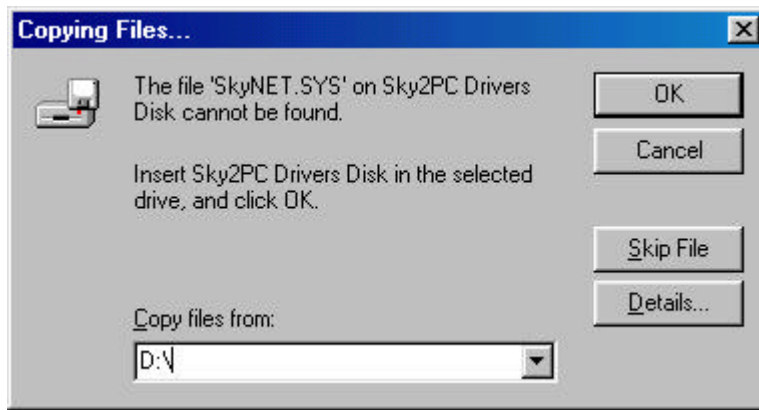 Copying Files...
The file 'SkyNET.SYS' on Sky2PC Drivers
Disk cannot be found.
Insert Sky2PC Drivers Disk in the selected
drive, and click OK.
Copy files from:
D:\
OK
Cancel
Skip File
Details...